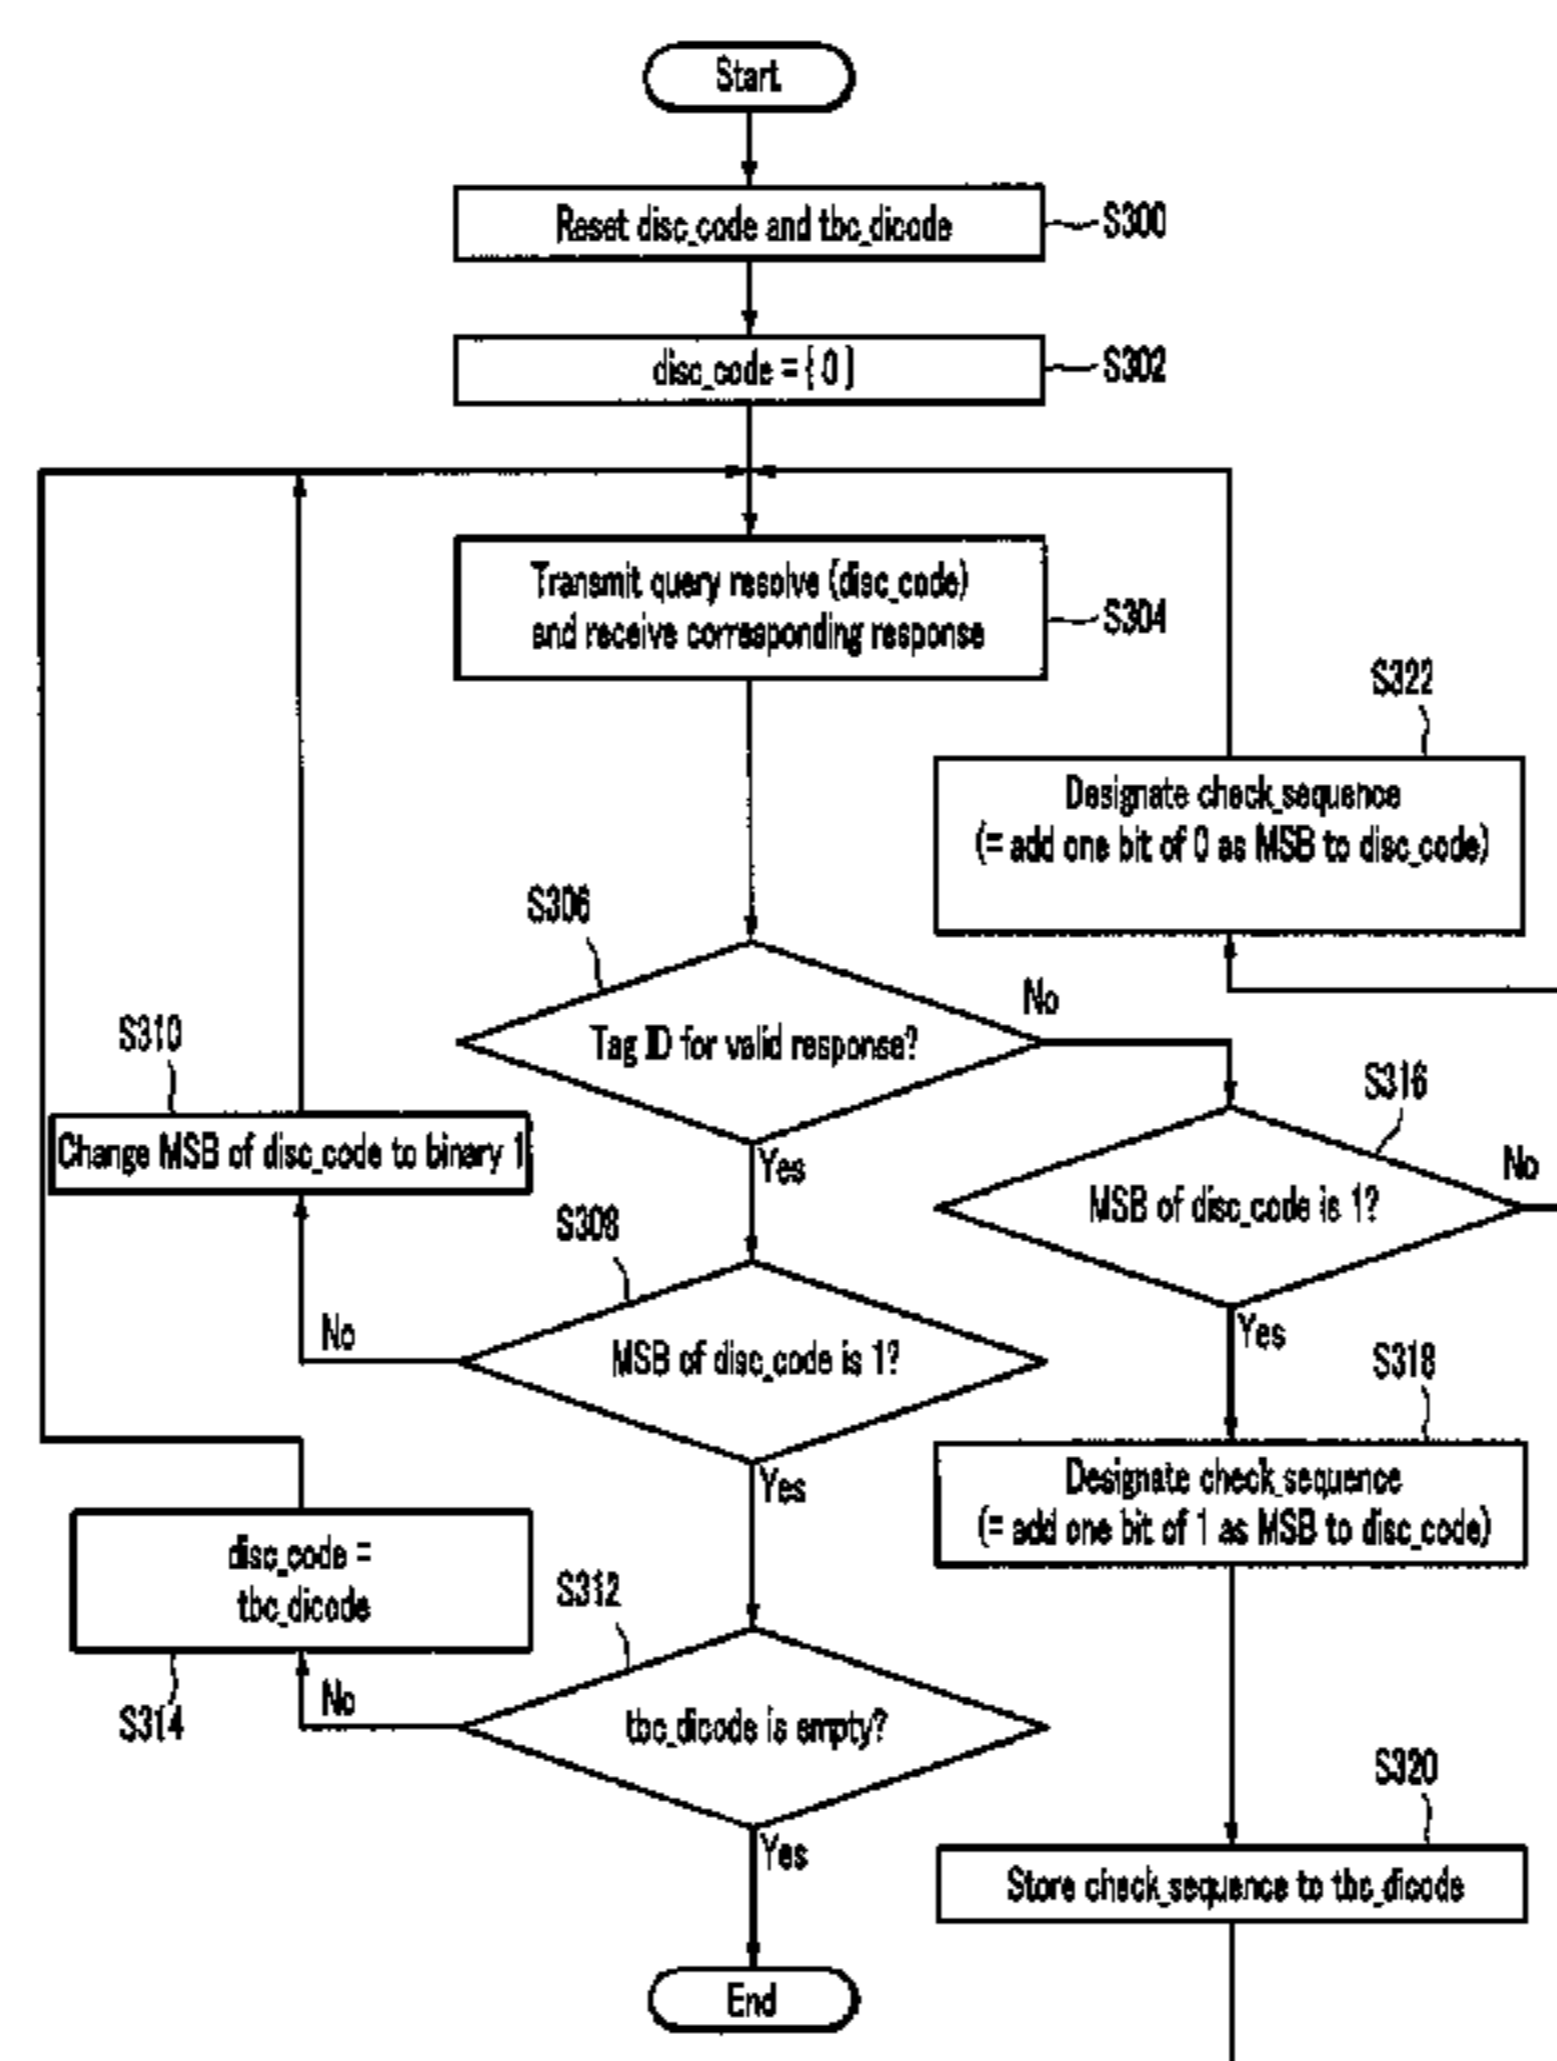 Start
Reset disc_code and tbc_dicode
S300
disc_code = { 0 }
S302
Transmit query resolve (disc_code)
and receive corresponding response
S304
S322
Designate check_sequence
(= add one bit of 0 as MSB to disc_code)
S306
Tag ID for valid response?
No
Yes
S310
Change MSB of disc_code to binary 1
S316
MSB of disc_code is 1?
No
Yes
S308
MSB of disc_code is 1?
No
Yes
S318
Designate check_sequence
(= add one bit of 1 as MSB to disc_code)
disc_code =
tbc_dicode
S314
S312
tbc_dicode is empty?
No
Yes
S320
Store check_sequence to tbc_dicode
End